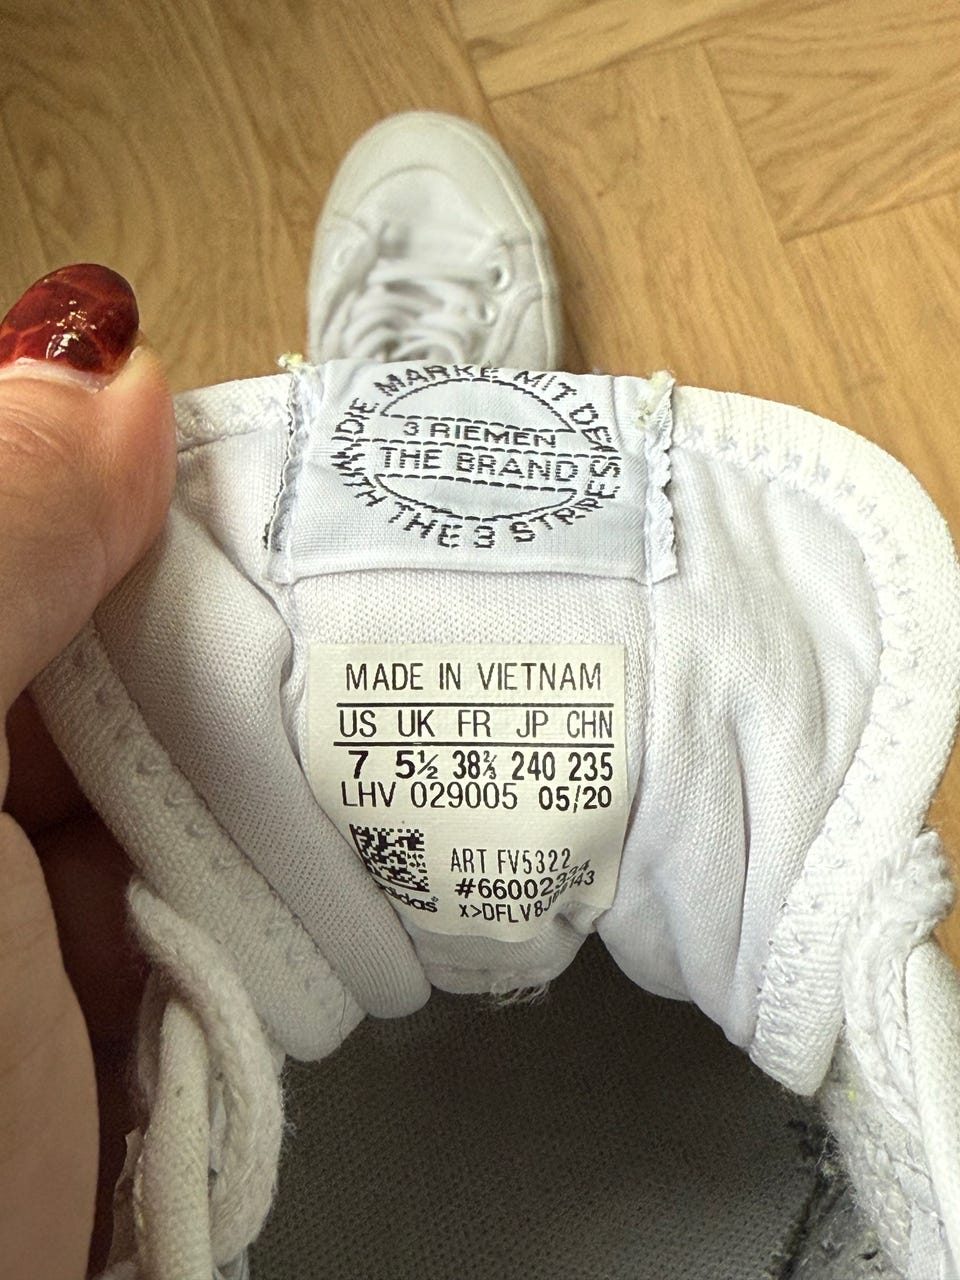 DIE MARKE MIT DEN
3 RIEMEN
THE BRAND
WITH THE 3 STRIPES
MADE IN VIETNAM
US UK FR JP CHN
7 5½ 38⅔ 240 235
LHV 029005 05/20
ART FV5322
adidas